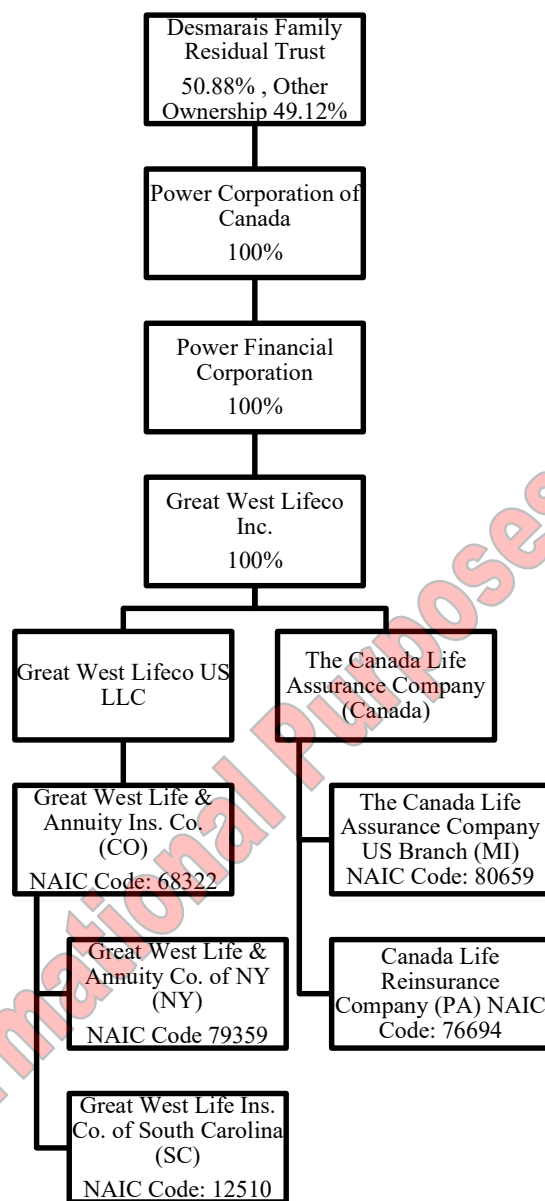 Desmarais Family
Residual Trust
50.88% , Other
Ownership 49.12%
Power Corporation of
Canada
100%
Power Financial
Corporation
100%
Great West Lifeco
Inc.
100%
Great West Lifeco US
LLC
The Canada Life
Assurance Company
(Canada)
Great West Life &
Annuity Ins. Co.
(CO)
NAIC Code: 68322
The Canada Life
Assurance Company
US Branch (MI)
NAIC Code: 80659
Great West Life &
Annuity Co. of NY
(NY)
NAIC Code 79359
Canada Life
Reinsurance
Company (PA) NAIC
Code: 76694
Great West Life Ins.
Co. of South Carolina
(SC)
NAIC Code: 12510
rmational Purposes